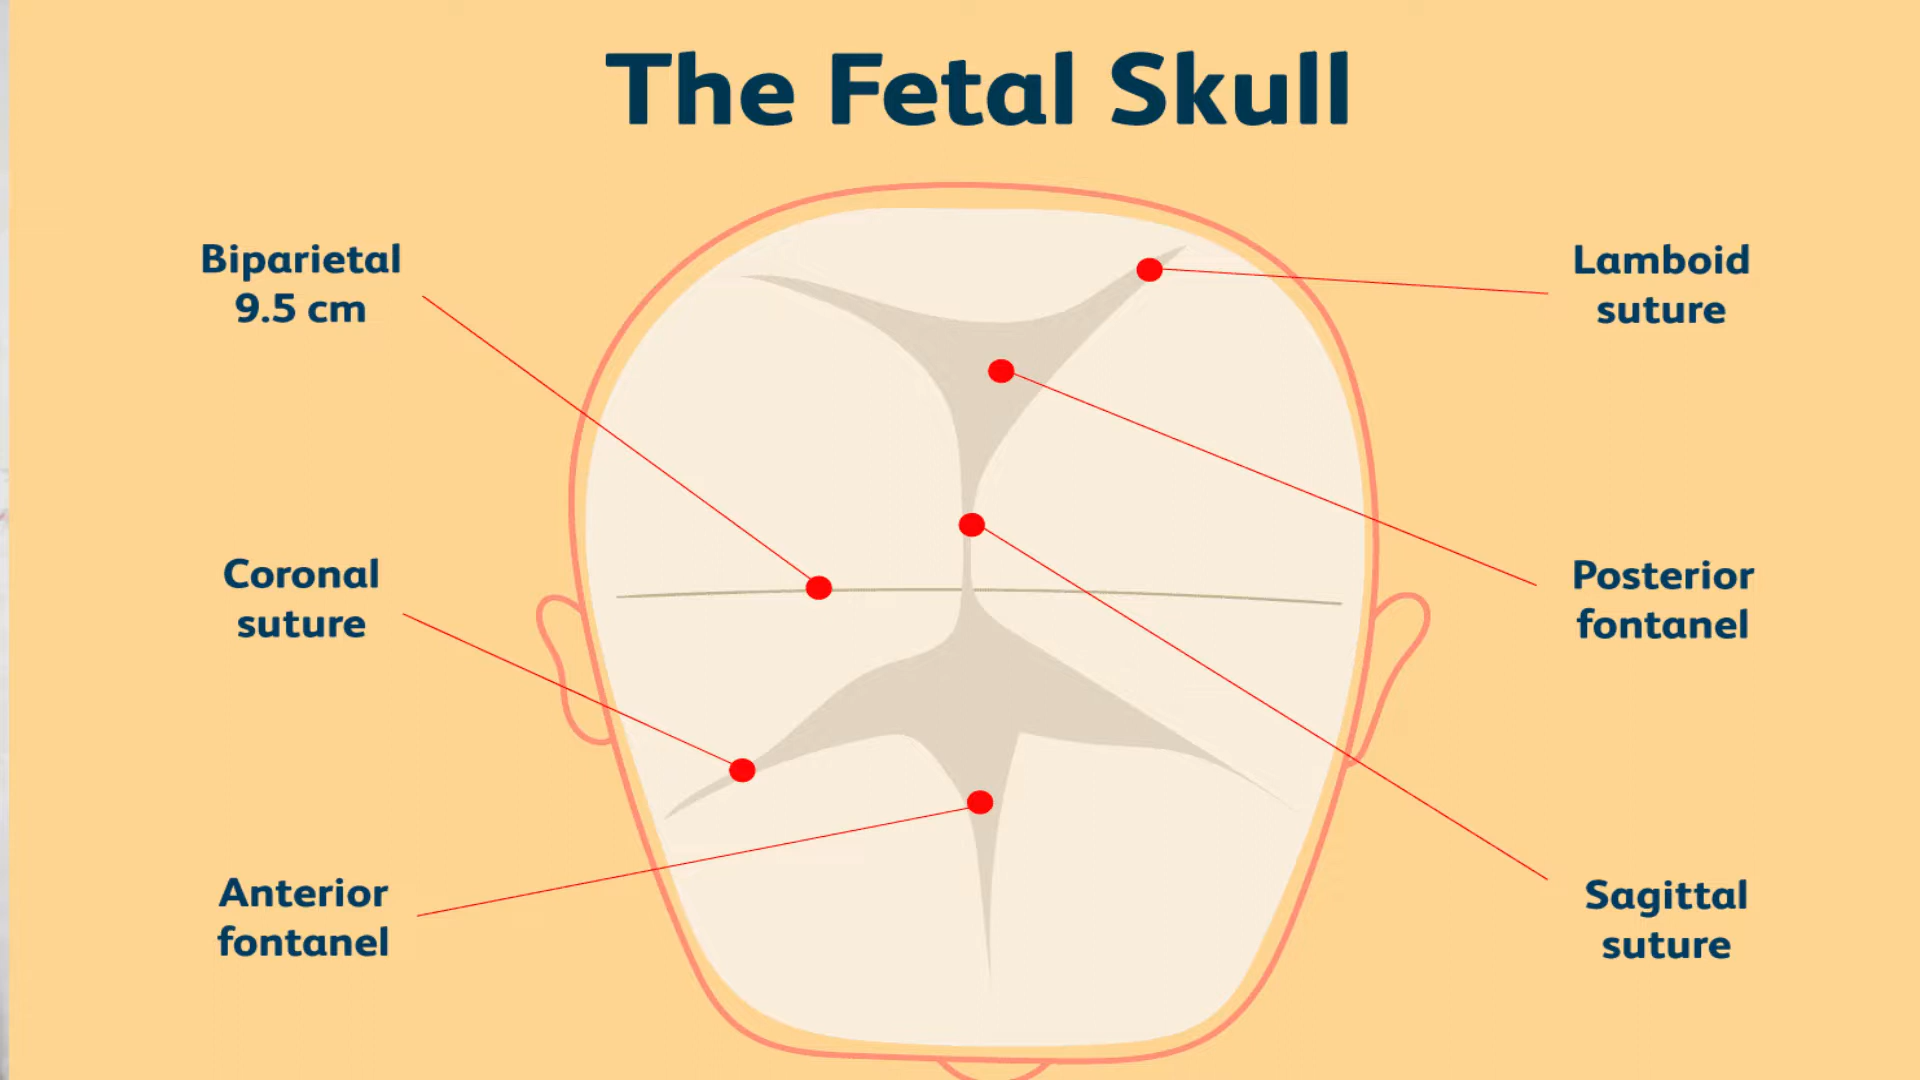 The Fetal Skull
Biparietal
9.5 cm
Lamboid
suture
Coronal
suture
Posterior
fontanel
Anterior
fontanel
Sagittal
suture